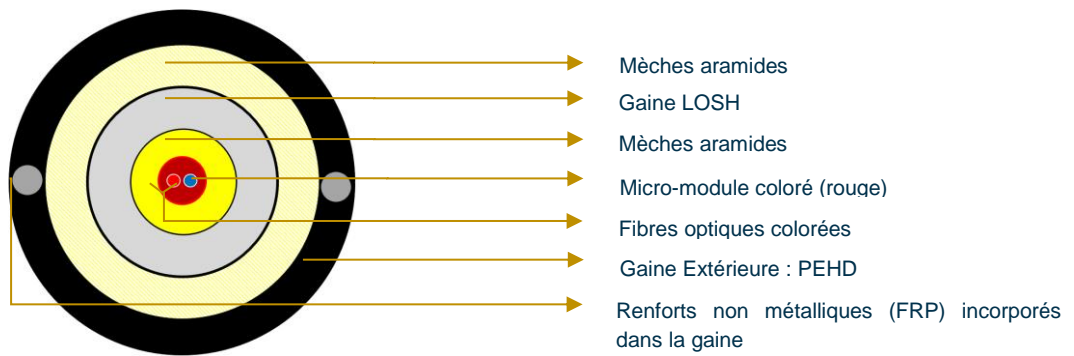 Mèches aramides
Gaine LOSH
Mèches aramides
Micro-module coloré (rouge)
Fibres optiques colorées
Gaine Extérieure : PEHD
Renforts non métalliques (FRP) incorporés
dans la gaine